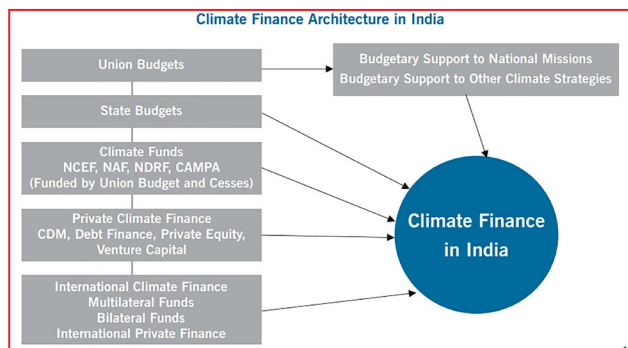 Climate Finance Architecture in India
Union Budgets
Budgetary Support to National Missions
Budgetary Support to Other Climate Strategies
State Budgets
Climate Funds
NCEF, NAF, NDRF, CAMPA
(Funded by Union Budget and Cesses)
Private Climate Finance
CDM, Debt Finance, Private Equity,
Venture Capital
International Climate Finance
Multilateral Funds
Bilateral Funds
International Private Finance
Climate Finance
in India